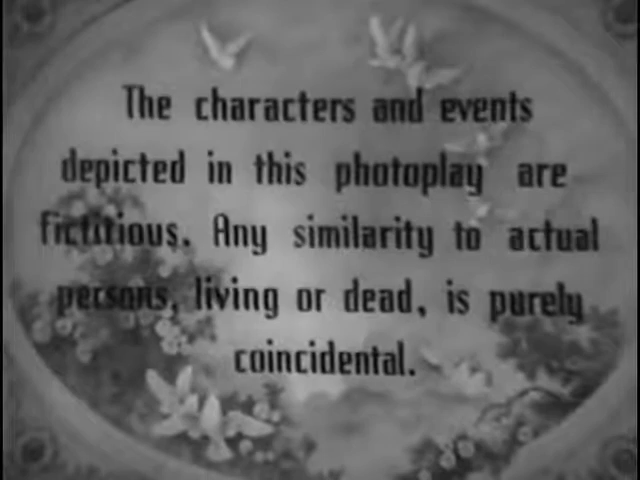 The characters and events
depicted in this photoplay are
fictitious. Any similarity to actual
persons, living or dead, is purely
coincidental.